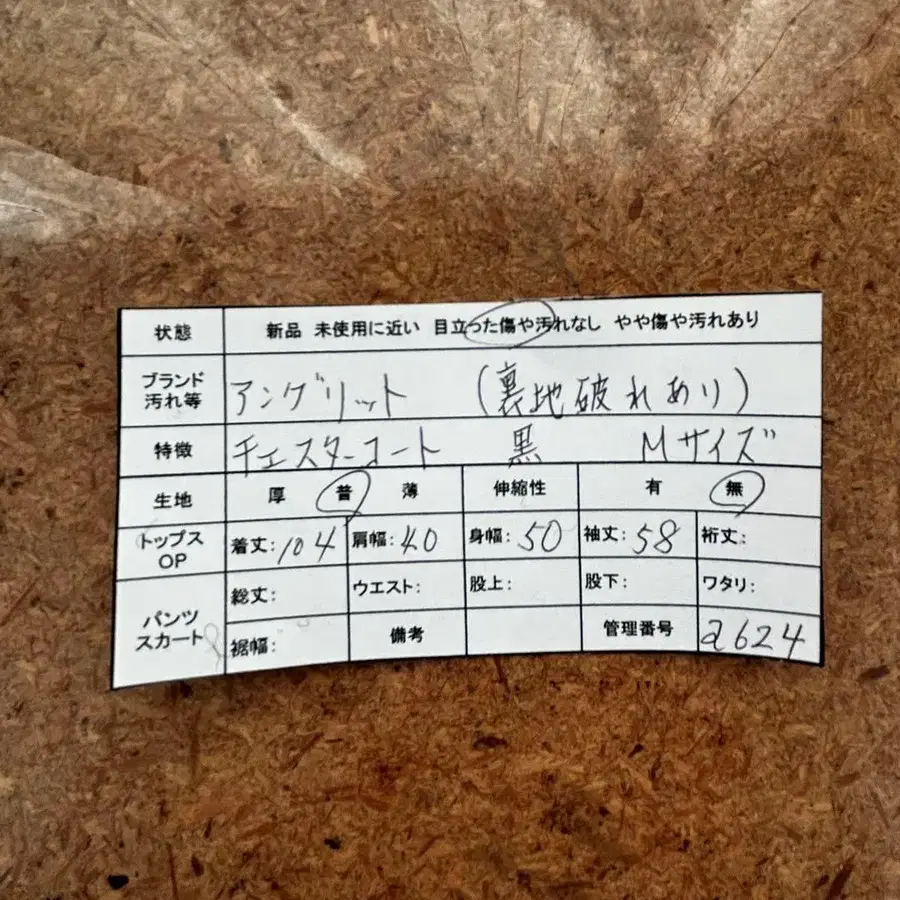 状態 新品 未使用に近い 目立った傷や汚れなし やや傷や汚れあり
ブランド 汚れ等 アングリット (裏地破れあり)
特徴 チェスターコート 黒 Mサイズ
生地 厚 普 薄 伸縮性 有 無
トップス OP 着丈: 104 肩幅: 40 身幅: 50 袖丈: 58 裄丈:
パンツ スカート 総丈: ウエスト: 股上: 股下: ワタリ:
裾幅: 備考 管理番号 a624